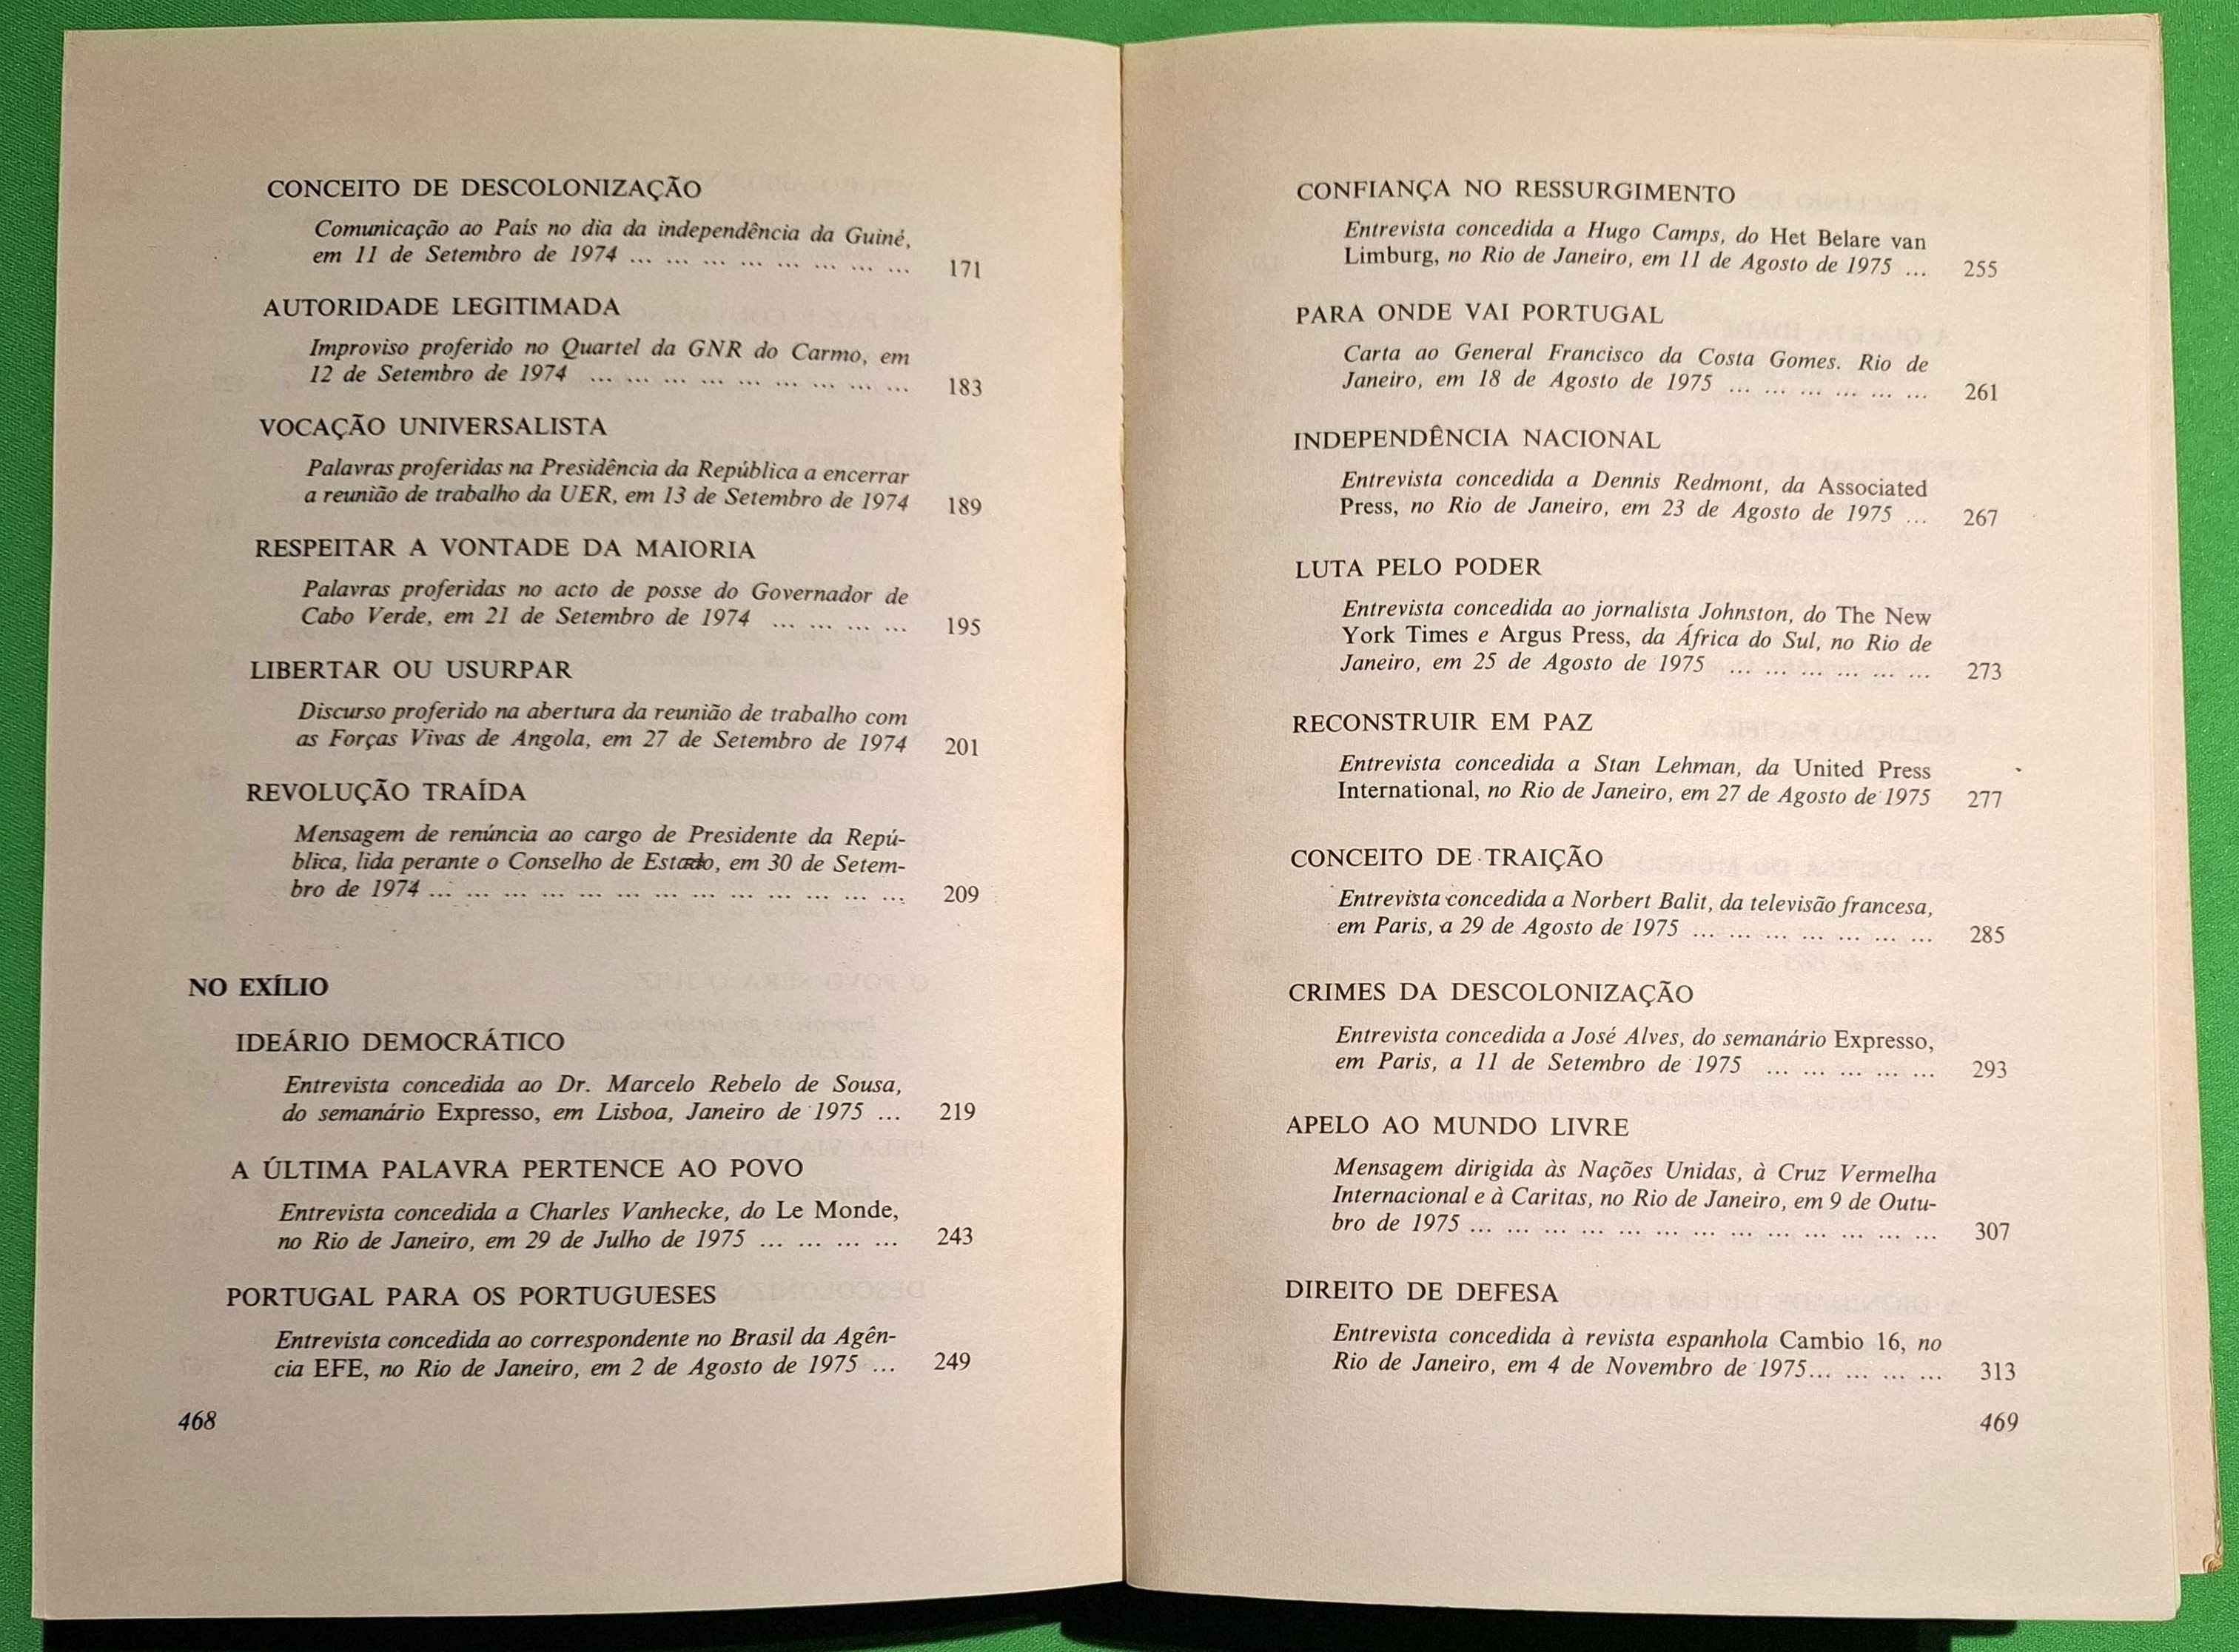 CONCEITO DE DESCOLONIZAÇÃO
Comunicação ao País no dia da independência da Guiné,
em 11 de Setembro de 1974 ... ... ... ... ... ... ... ... 171
AUTORIDADE LEGITIMADA
Improviso proferido no Quartel da GNR do Carmo, em
12 de Setembro de 1974 ... ... ... ... ... ... ... ... ... 183
VOCAÇÃO UNIVERSALISTA
Palavras proferidas na Presidência da República a encerrar
a reunião de trabalho da UER, em 13 de Setembro de 1974 189
RESPEITAR A VONTADE DA MAIORIA
Palavras proferidas no acto de posse do Governador de
Cabo Verde, em 21 de Setembro de 1974 ... ... ... ... 195
LIBERTAR OU USURPAR
Discurso proferido na abertura da reunião de trabalho com
as Forças Vivas de Angola, em 27 de Setembro de 1974 201
REVOLUÇÃO TRAÍDA
Mensagem de renúncia ao cargo de Presidente da Repú-
blica, lida perante o Conselho de Estado, em 30 de Setem-
bro de 1974 ... ... ... ... ... ... ... ... ... ... ... ... ... 209
NO EXÍLIO
IDEÁRIO DEMOCRÁTICO
Entrevista concedida ao Dr. Marcelo Rebelo de Sousa,
do semanário Expresso, em Lisboa, Janeiro de 1975 ... 219
A ÚLTIMA PALAVRA PERTENCE AO POVO
Entrevista concedida a Charles Vanhecke, do Le Monde,
no Rio de Janeiro, em 29 de Julho de 1975 ... ... ... ... 243
PORTUGAL PARA OS PORTUGUESES
Entrevista concedida ao correspondente no Brasil da Agên-
cia EFE, no Rio de Janeiro, em 2 de Agosto de 1975 ... 249
468
CONFIANÇA NO RESSURGIMENTO
Entrevista concedida a Hugo Camps, do Het Belare van
Limburg, no Rio de Janeiro, em 11 de Agosto de 1975 ... 255
PARA ONDE VAI PORTUGAL
Carta ao General Francisco da Costa Gomes. Rio de
Janeiro, em 18 de Agosto de 1975 ... ... ... ... ... ... 261
INDEPENDÊNCIA NACIONAL
Entrevista concedida a Dennis Redmont, da Associated
Press, no Rio de Janeiro, em 23 de Agosto de 1975 ... 267
LUTA PELO PODER
Entrevista concedida ao jornalista Johnston, do The New
York Times e Argus Press, da África do Sul, no Rio de
Janeiro, em 25 de Agosto de 1975 ... ... ... ... ... ... 273
RECONSTRUIR EM PAZ
Entrevista concedida a Stan Lehman, da United Press
International, no Rio de Janeiro, em 27 de Agosto de 1975 277
CONCEITO DE TRAIÇÃO
Entrevista concedida a Norbert Balit, da televisão francesa,
em Paris, a 29 de Agosto de 1975 ... ... ... ... ... ... ... 285
CRIMES DA DESCOLONIZAÇÃO
Entrevista concedida a José Alves, do semanário Expresso,
em Paris, a 11 de Setembro de 1975 ... ... ... ... ... 293
APELO AO MUNDO LIVRE
Mensagem dirigida às Nações Unidas, à Cruz Vermelha
Internacional e à Caritas, no Rio de Janeiro, em 9 de Outu-
bro de 1975 ... ... ... ... ... ... ... ... ... ... ... ... ... 307
DIREITO DE DEFESA
Entrevista concedida à revista espanhola Cambio 16, no
Rio de Janeiro, em 4 de Novembro de 1975... ... ... ... 313
469